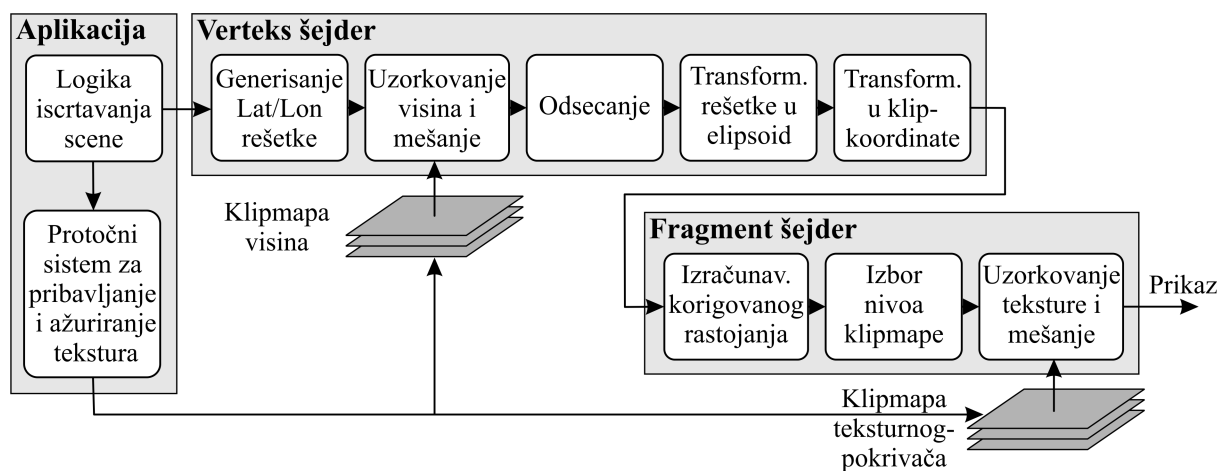 Aplikacija
Logika
iscrtavanja
scene
Protočni
sistem za
pribavljanje
i ažuriranje
tekstura
Verteks šejder
Generisanje
Lat/Lon
rešetke
Uzorkovanje
visina i
mešanje
Odsecanje
Transform.
rešetke u
elipsoid
Transform.
u klip-
koordinate
Klipmapa
visina
Fragment šejder
Izračunav.
korigovanog
rastojanja
Izbor
nivoa
klipmape
Uzorkovanje
teksture i
mešanje
Prikaz
Klipmapa
teksturnog-
pokrivača